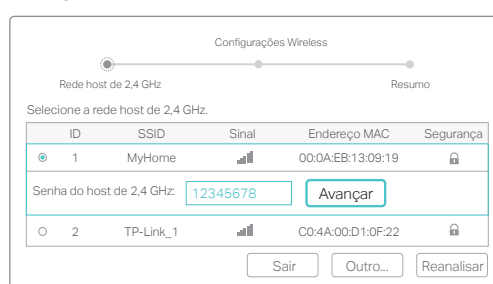 Configurações Wireless
Rede host de 2,4 GHz Resumo
Selecione a rede host de 2,4 GHz.
ID SSID Sinal Endereço MAC Segurança
1 MyHome 00:0A:EB:13:09:19
Senha do host de 2,4 GHz: 12345678 Avançar
2 TP-Link_1 C0:4A:00:D1:0F:22
Sair Outro... Reanalisar